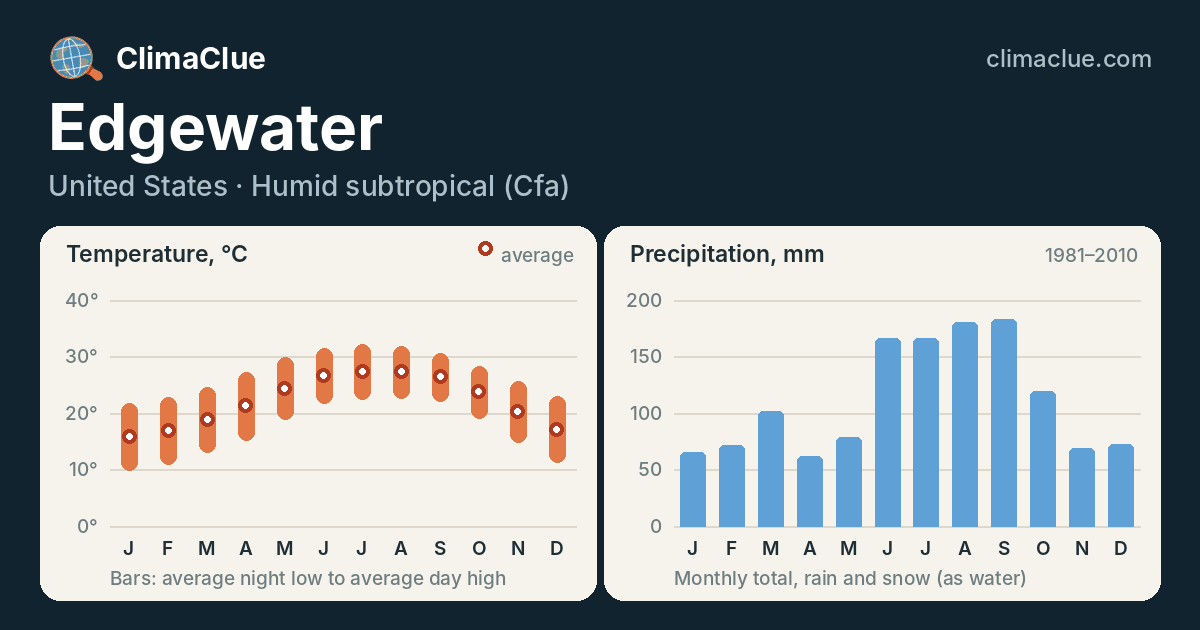 ClimaClue
climaclue.com
Edgewater
United States · Humid subtropical (Cfa)
Temperature, °C
average
40°
30°
20°
10°
0°
J F M A M J J A S O N D
Bars: average night low to average day high
Precipitation, mm
1981–2010
200
150
100
50
0
J F M A M J J A S O N D
Monthly total, rain and snow (as water)